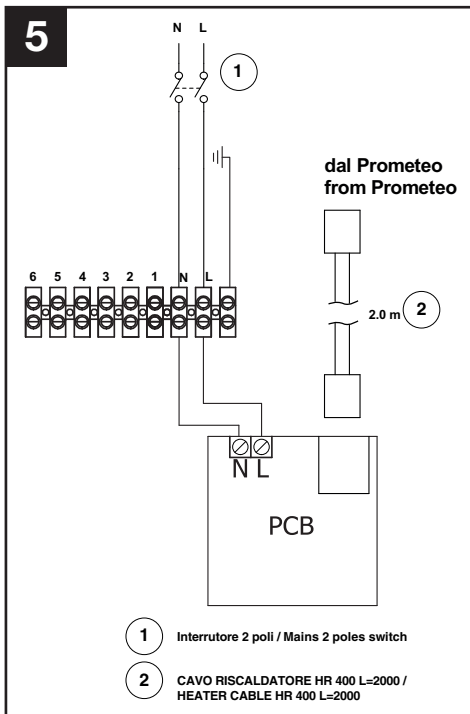 5
N L
1
dal Prometeo
from Prometeo
6 5 4 3 2 1 N L
2.0 m 2
N L
PCB
1 Interrutore 2 poli / Mains 2 poles switch
2 CAVO RISCALDATORE HR 400 L=2000 /
HEATER CABLE HR 400 L=2000